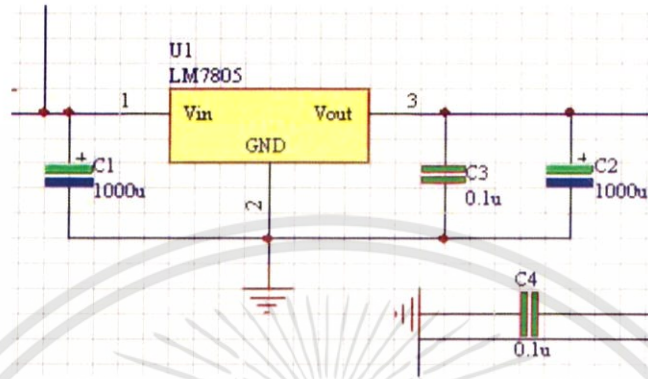 U1
LM7805
1
3
Vin
Vout
GND
2
+
C1
1000u
C3
0.1u
+
C2
1000u
C4
0.1u